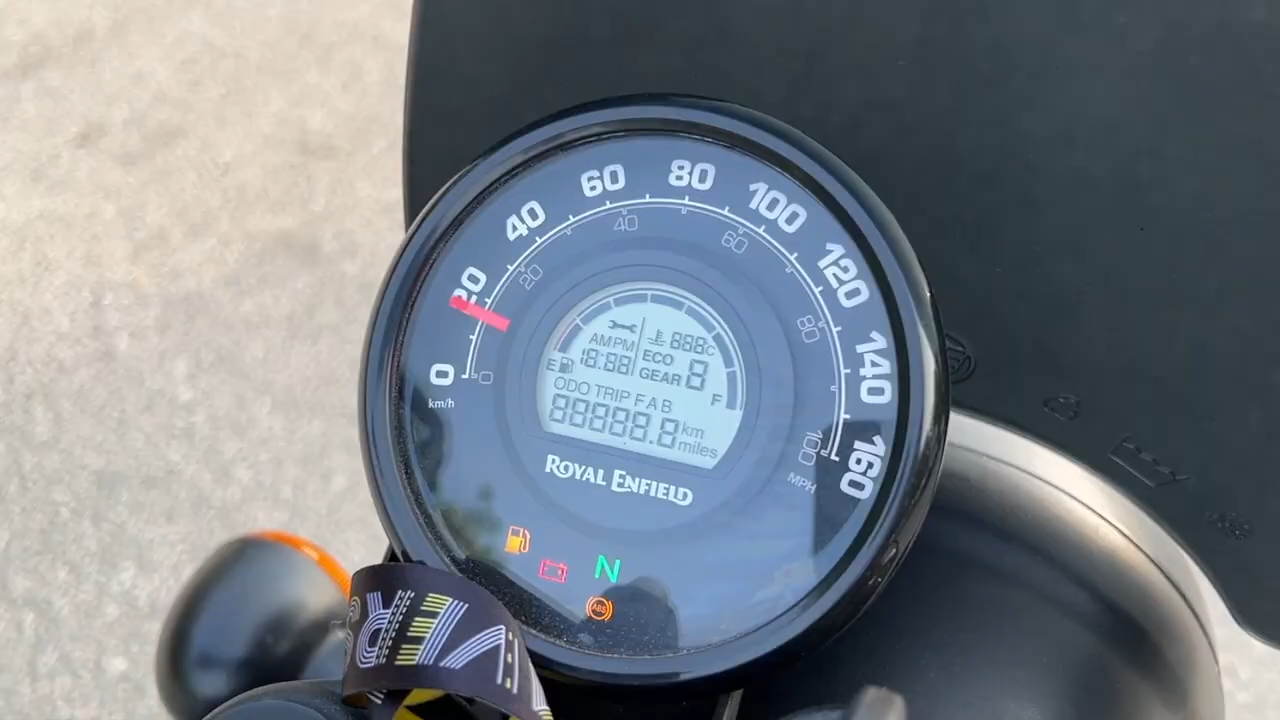 0
20
40
60
80
100
120
140
160
km/h
0
20
40
60
80
100
MPH
AM PM
18:88
888°C
ECO
GEAR 8
E
F
ODO TRIP F A B
88888.8 km
miles
ROYAL ENFIELD
N
ABS